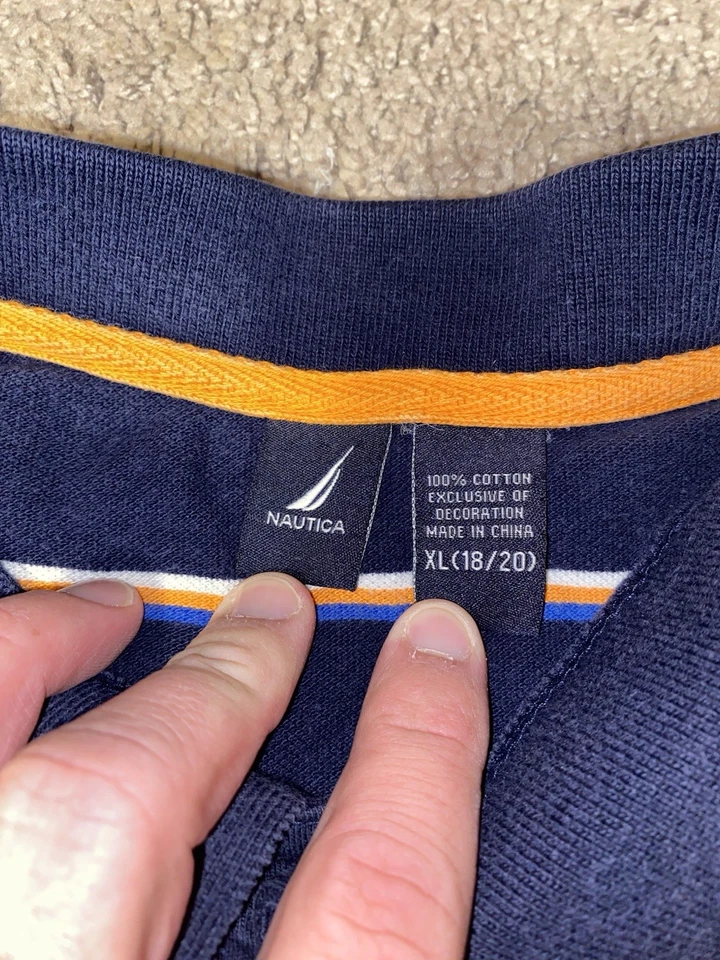 NAUTICA
100% COTTON
EXCLUSIVE OF
DECORATION
MADE IN CHINA
XL(18/20)